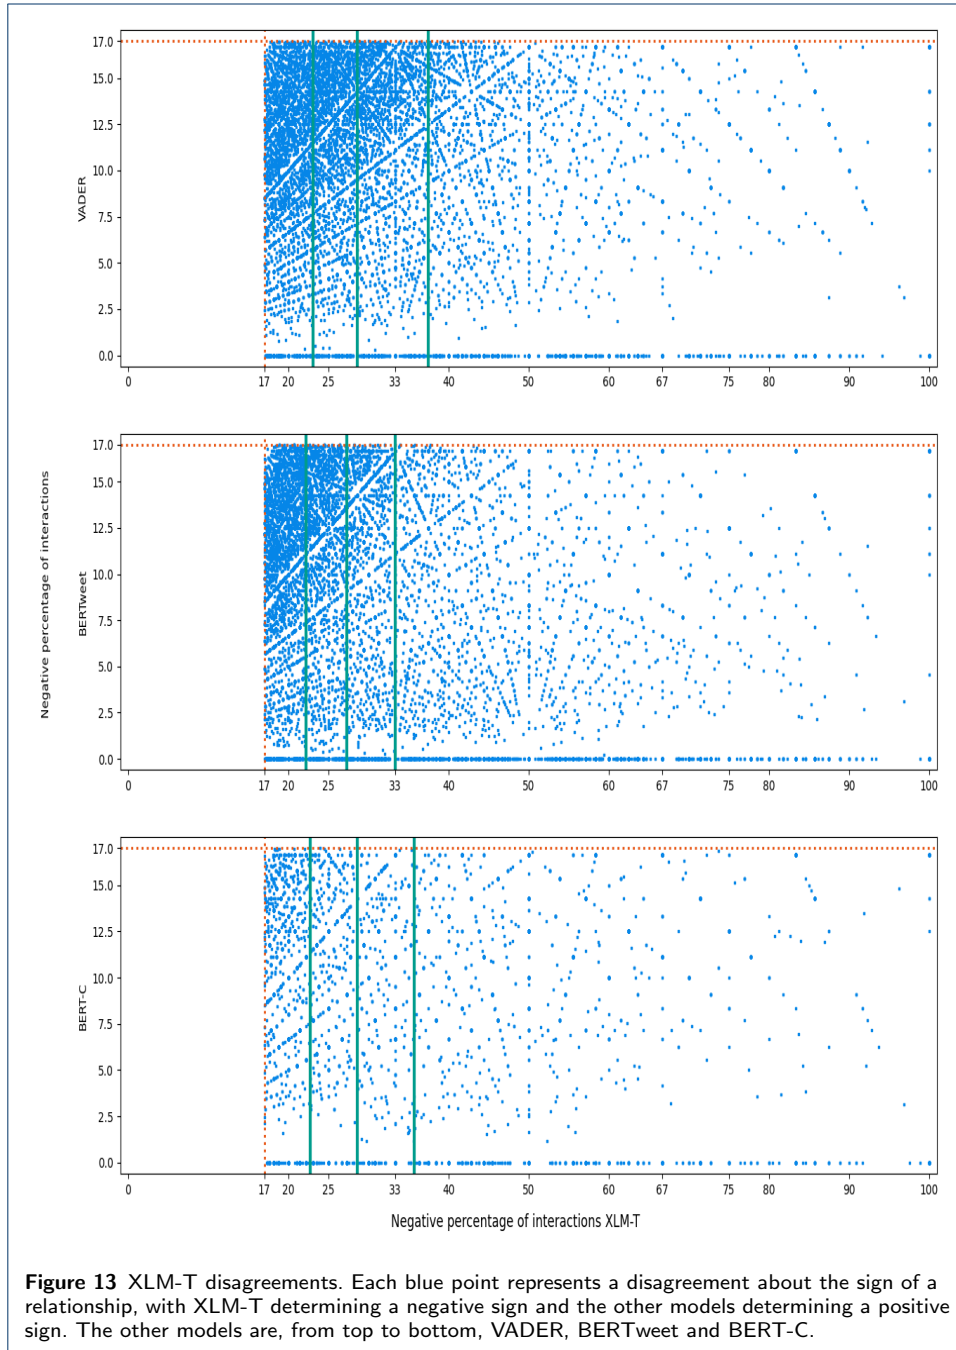 17.0
15.0
12.5
10.0
7.5
5.0
2.5
0.0
VADER
0 17 20 25 33 40 50 60 67 75 80 90 100
Negative percentage of interactions
17.0
15.0
12.5
10.0
7.5
5.0
2.5
0.0
BERTweet
0 17 20 25 33 40 50 60 67 75 80 90 100
17.0
15.0
12.5
10.0
7.5
5.0
2.5
0.0
BERT-C
0 17 20 25 33 40 50 60 67 75 80 90 100
Negative percentage of interactions XLM-T
Figure 13 XLM-T disagreements. Each blue point represents a disagreement about the sign of a
relationship, with XLM-T determining a negative sign and the other models determining a positive
sign. The other models are, from top to bottom, VADER, BERTweet and BERT-C.